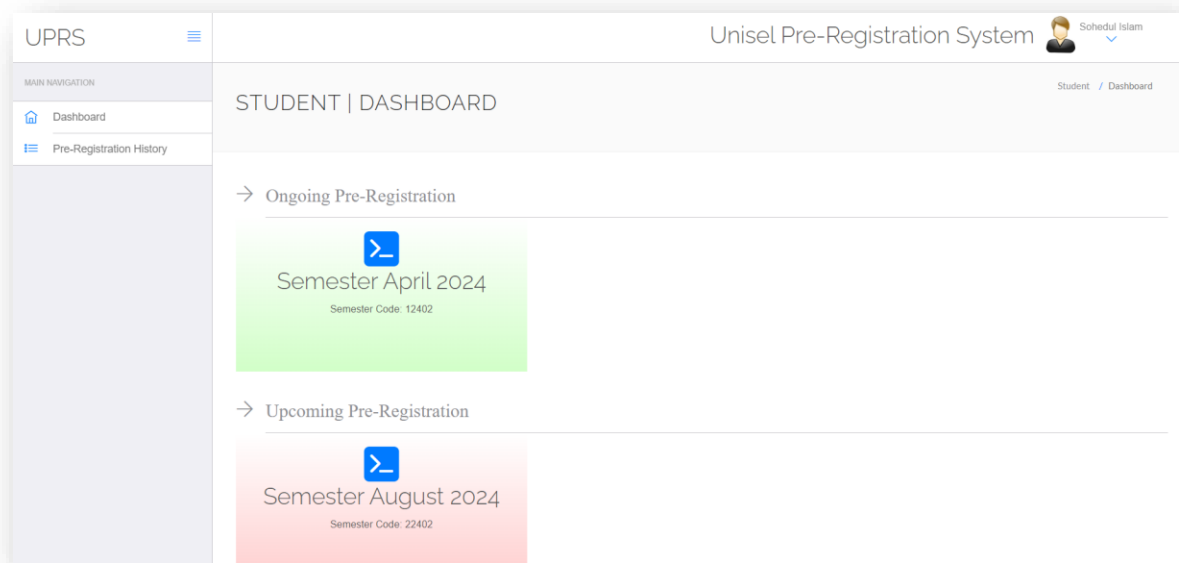 UPRS
Unisel Pre-Registration System
Sohedul Islam
MAIN NAVIGATION
Dashboard
Pre-Registration History
STUDENT | DASHBOARD
Student / Dashboard
Ongoing Pre-Registration
Semester April 2024
Semester Code: 12402
Upcoming Pre-Registration
Semester August 2024
Semester Code: 22402